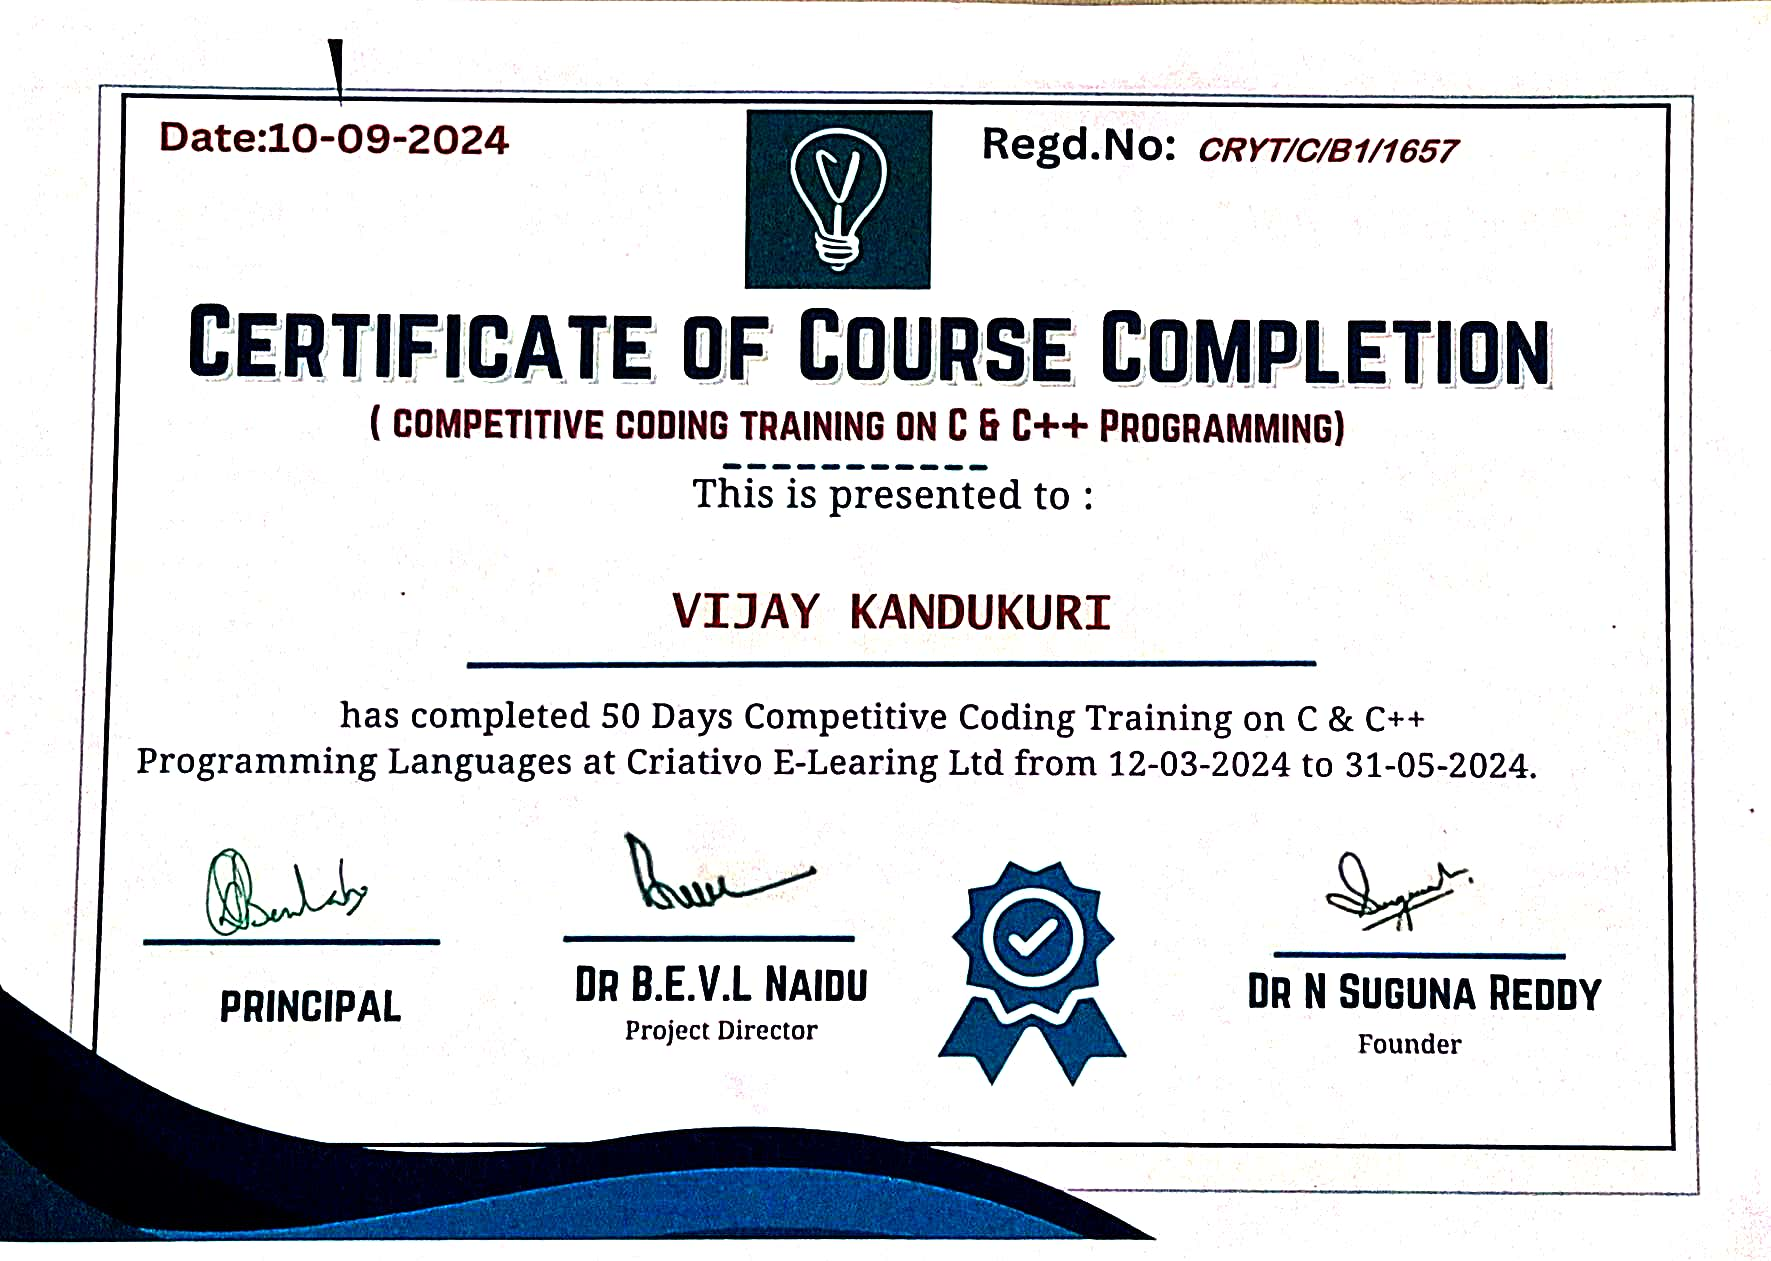 Date:10-09-2024
Regd.No: CRYT/C/B1/1657
CERTIFICATE OF COURSE COMPLETION
( COMPETITIVE CODING TRAINING ON C & C++ PROGRAMMING)
This is presented to :
VIJAY KANDUKURI
has completed 50 Days Competitive Coding Training on C & C++
Programming Languages at Criativo E-Learing Ltd from 12-03-2024 to 31-05-2024.
PRINCIPAL
DR B.E.V.L NAIDU
Project Director
DR N SUGUNA REDDY
Founder